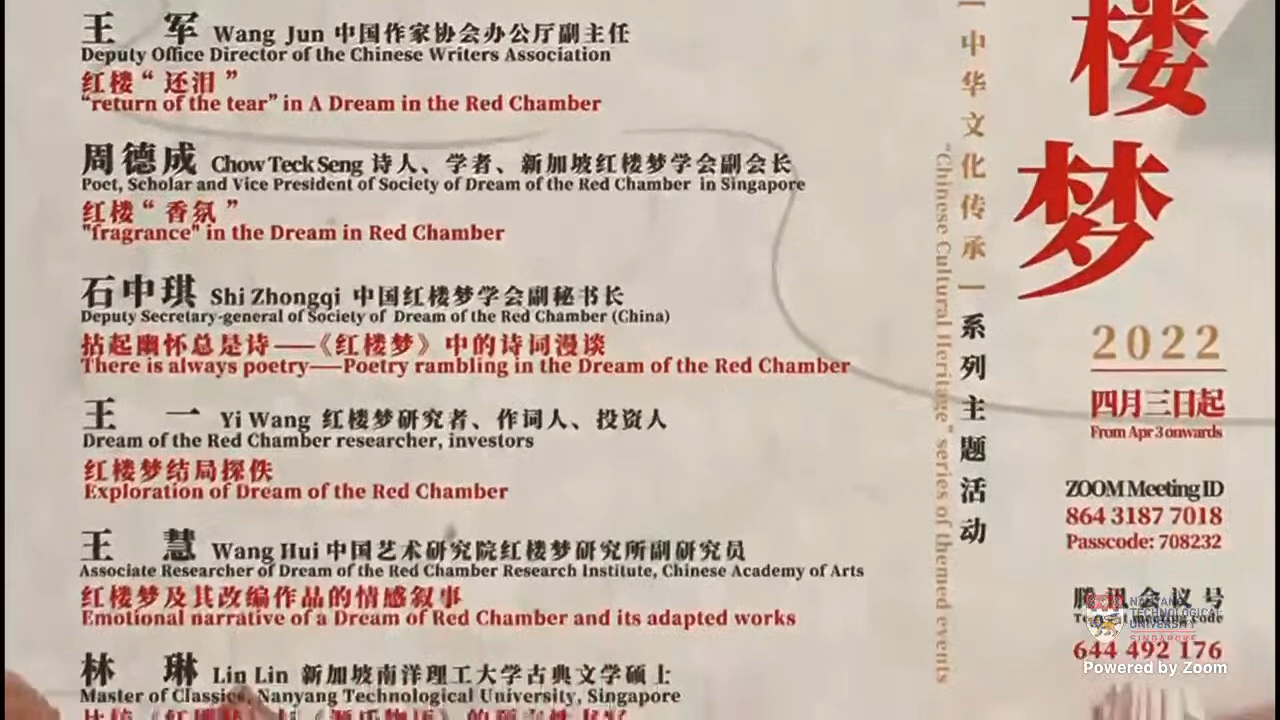 王 军 Wang Jun 中国作家协会办公厅副主任
Deputy Office Director of the Chinese Writers Association
红楼“还泪”
“return of the tear” in A Dream in the Red Chamber
周德成 Chow Teck Seng 诗人、学者、新加坡红楼梦学会副会长
Poet, Scholar and Vice President of Society of Dream of the Red Chamber in Singapore
红楼“香氛”
"fragrance" in the Dream in Red Chamber
石中琪 Shi Zhongqi 中国红楼梦学会副秘书长
Deputy Secretary-general of Society of Dream of the Red Chamber (China)
拈起幽怀总是诗——《红楼梦》中的诗词漫谈
There is always poetry——Poetry rambling in the Dream of the Red Chamber
王 一 Yi Wang 红楼梦研究者、作词人、投资人
Dream of the Red Chamber researcher, investors
红楼梦结局探佚
Exploration of Dream of the Red Chamber
王 慧 Wang Hui 中国艺术研究院红楼梦研究所副研究员
Associate Researcher of Dream of the Red Chamber Research Institute, Chinese Academy of Arts
红楼梦及其改编作品的情感叙事
Emotional narrative of a Dream of Red Chamber and its adapted works
林 琳 Lin Lin 新加坡南洋理工大学古典文学硕士
Master of Classics, Nanyang Technological University, Singapore
楼梦
中华文化传承 系列主题活动
"Chinese Cultural Heritage" series of themed events
2022
四月三日起
From Apr 3 onwards
ZOOM Meeting ID
864 3187 7018
Passcode: 708232
腾讯会议号
Tencent meeting code
644 492 176
NANYANG
TECHNOLOGICAL
UNIVERSITY
SINGAPORE
Powered by Zoom